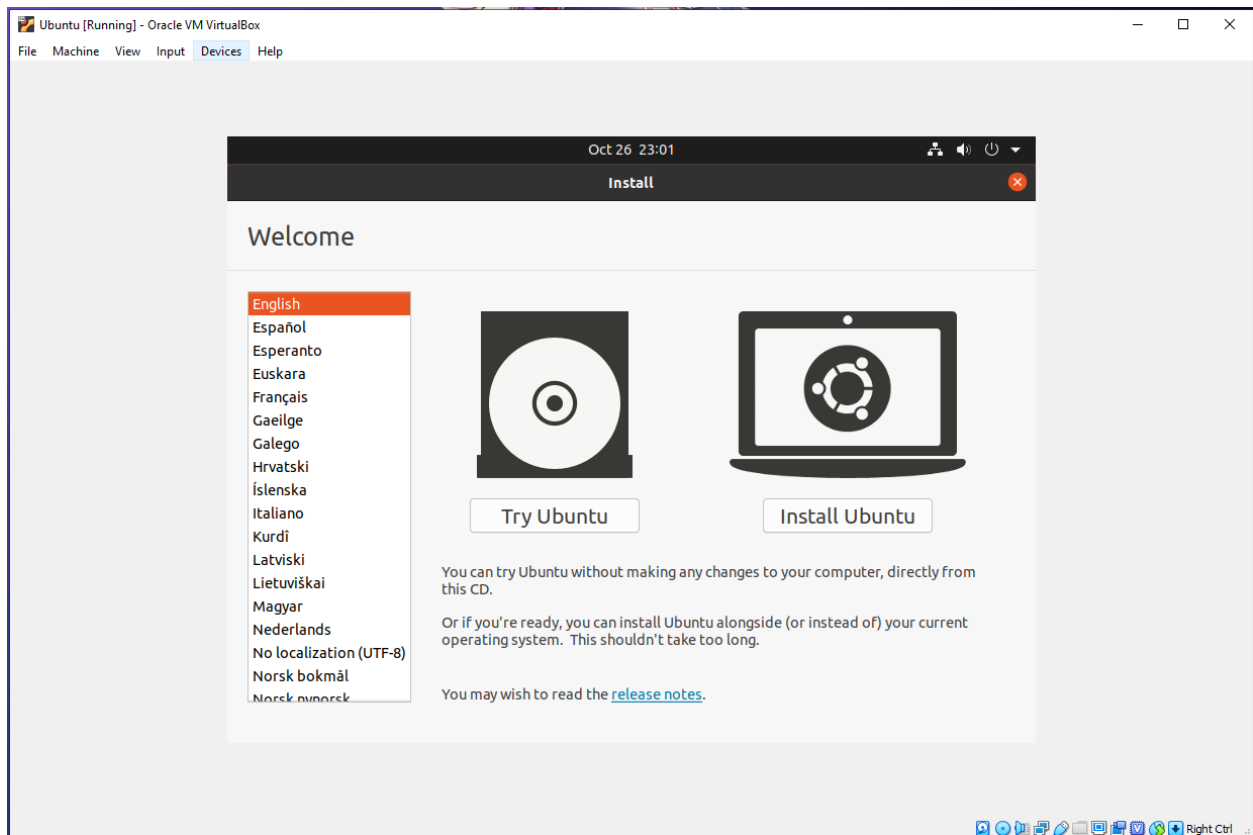 Ubuntu [Running] - Oracle VM VirtualBox
File Machine View Input Devices Help
Oct 26 23:01
Install
Welcome
English
Español
Esperanto
Euskara
Français
Gaeilge
Galego
Hrvatski
Íslenska
Italiano
Kurdî
Latviski
Lietuviškai
Magyar
Nederlands
No localization (UTF-8)
Norsk bokmål
Norsk nynorsk
Try Ubuntu
Install Ubuntu
You can try Ubuntu without making any changes to your computer, directly from
this CD.
Or if you're ready, you can install Ubuntu alongside (or instead of) your current
operating system. This shouldn't take too long.
You may wish to read the release notes.
Right Ctrl